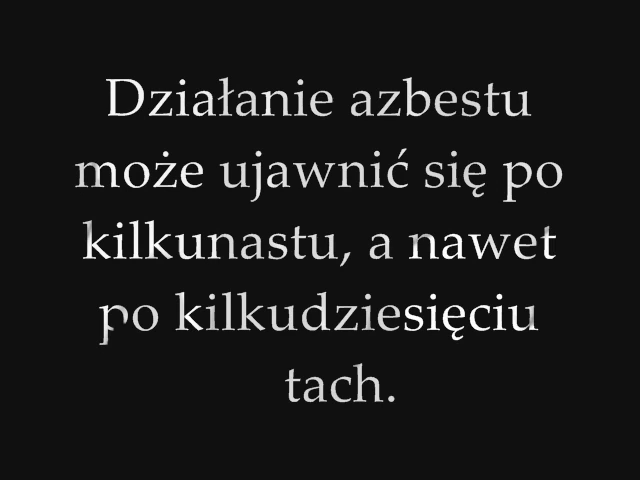 Działanie azbestu
może ujawnić się po
kilkunastu, a nawet
po kilkudziesięciu
tach.